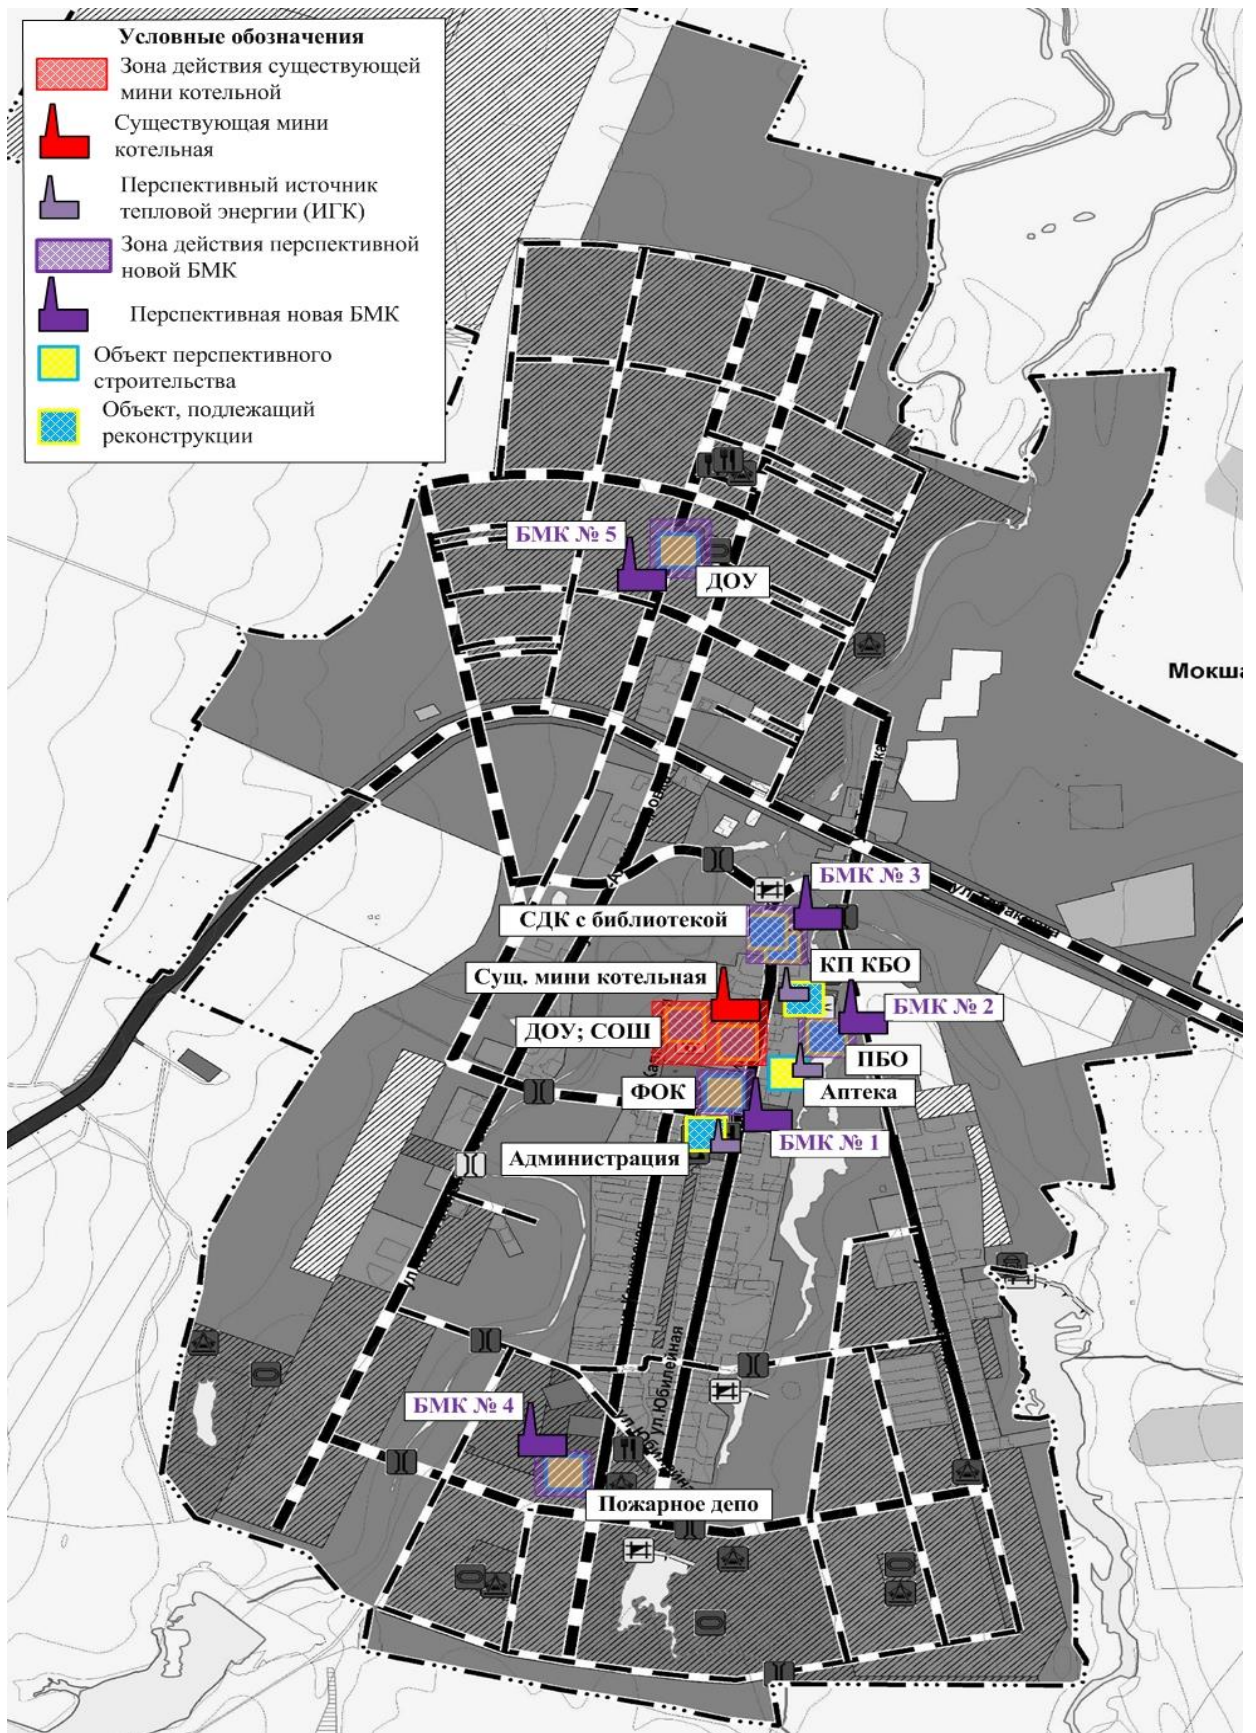 Условные обозначения
Зона действия существующей
мини котельной
Существующая мини
котельная
Перспективный источник
тепловой энергии (ИГК)
Зона действия перспективной
новой БМК
Перспективная новая БМК
Объект перспективного
строительства
Объект, подлежащий
реконструкции
БМК № 5
ДОУ
Мокша
БМК № 3
СДК с библиотекой
КП КБО
Сущ. мини котельная
БМК № 2
ДОУ; СОШ
ПБО
ФОК
Аптека
БМК № 1
Администрация
ул.Юбилейная
БМК № 4
Пожарное депо